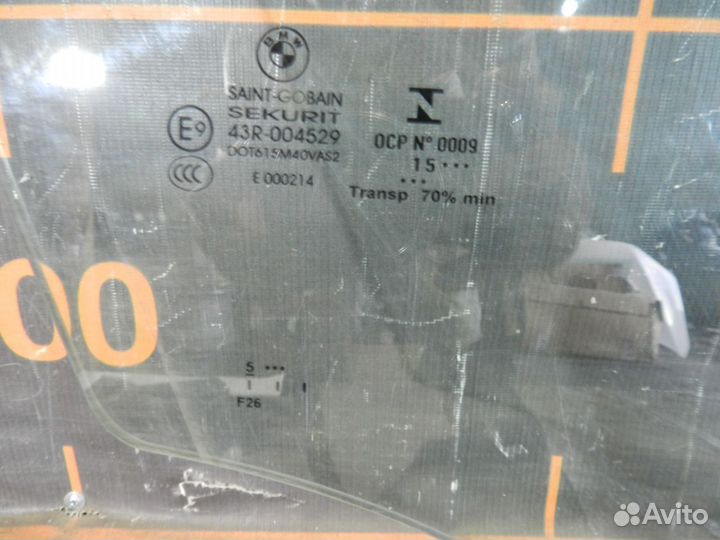 BMW
SAINT-GOBAIN
SEKURIT
E9
43R-004529
DOT615M40VAS2
CCC
E 000214
N
OCP Nº 0009
15 •••
•••
Transp 70% min
00
5 •••
F26
Avito